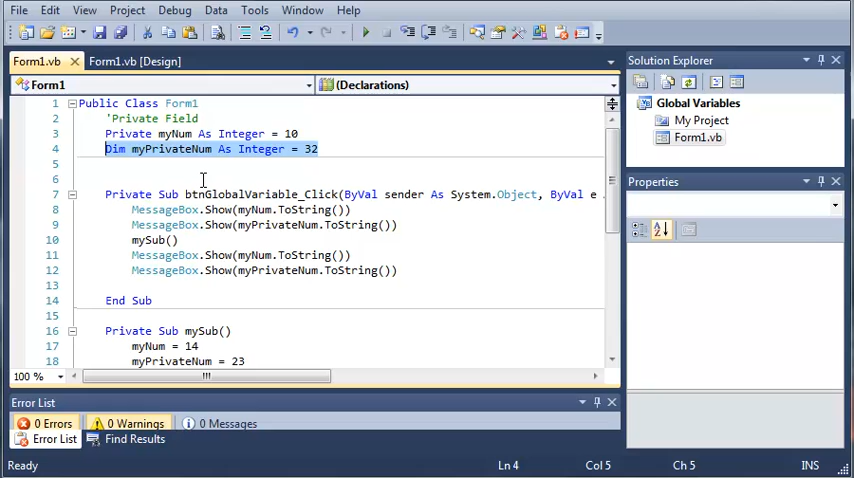 File Edit View Project Debug Data Tools Window Help
Form1.vb Form1.vb [Design]
Form1 (Declarations)
1 Public Class Form1
2 'Private Field
3 Private myNum As Integer = 10
4 Dim myPrivateNum As Integer = 32
5
6
7 Private Sub btnGlobalVariable_Click(ByVal sender As System.Object, ByVal e
8 MessageBox.Show(myNum.ToString())
9 MessageBox.Show(myPrivateNum.ToString())
10 mySub()
11 MessageBox.Show(myNum.ToString())
12 MessageBox.Show(myPrivateNum.ToString())
13
14 End Sub
15
16 Private Sub mySub()
17 myNum = 14
18 myPrivateNum = 23
100 %
Solution Explorer
Global Variables
My Project
Form1.vb
Properties
Error List
0 Errors 0 Warnings 0 Messages
Error List Find Results
Ready Ln 4 Col 5 Ch 5 INS